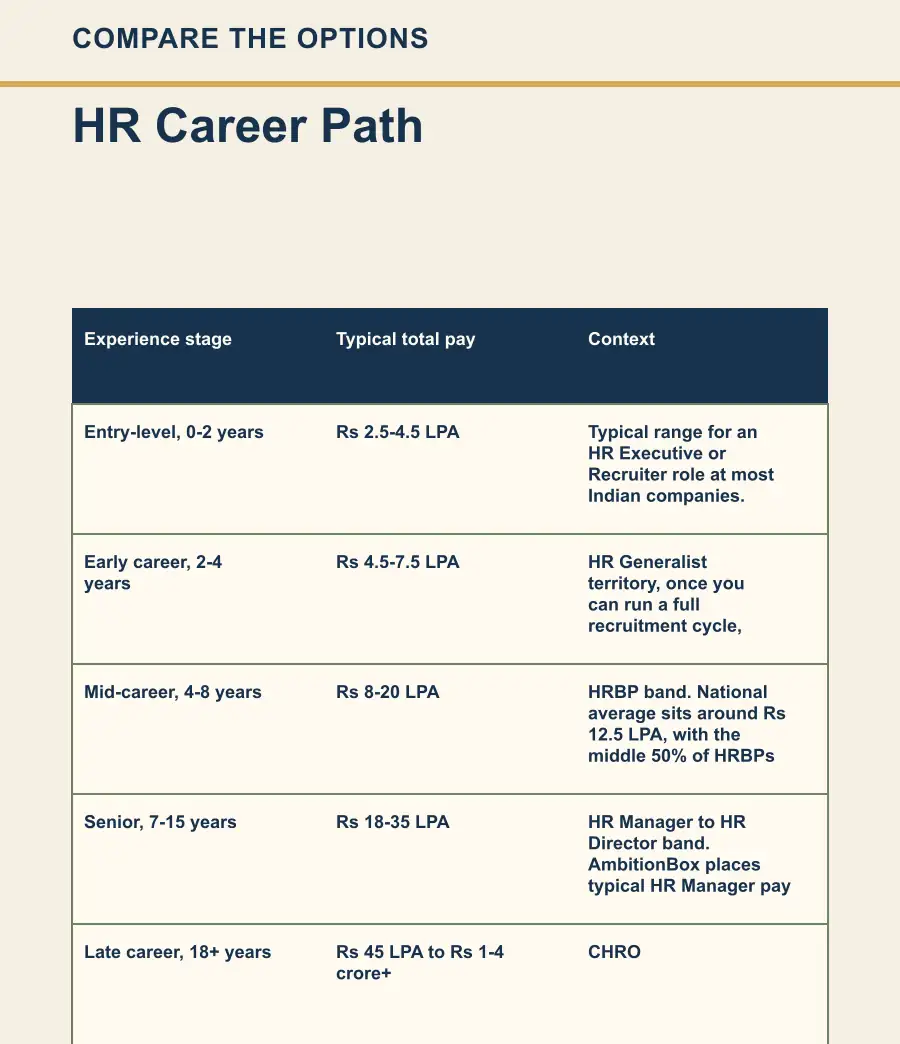 COMPARE THE OPTIONS
HR Career Path
Experience stage
Typical total pay
Context
Entry-level, 0-2 years
Rs 2.5-4.5 LPA
Typical range for an
HR Executive or
Recruiter role at most
Indian companies.
Early career, 2-4
years
Rs 4.5-7.5 LPA
HR Generalist
territory, once you
can run a full
recruitment cycle,
Mid-career, 4-8 years
Rs 8-20 LPA
HRBP band. National
average sits around Rs
12.5 LPA, with the
middle 50% of HRBPs
Senior, 7-15 years
Rs 18-35 LPA
HR Manager to HR
Director band.
AmbitionBox places
typical HR Manager pay
Late career, 18+ years
Rs 45 LPA to Rs 1-4
crore+
CHRO